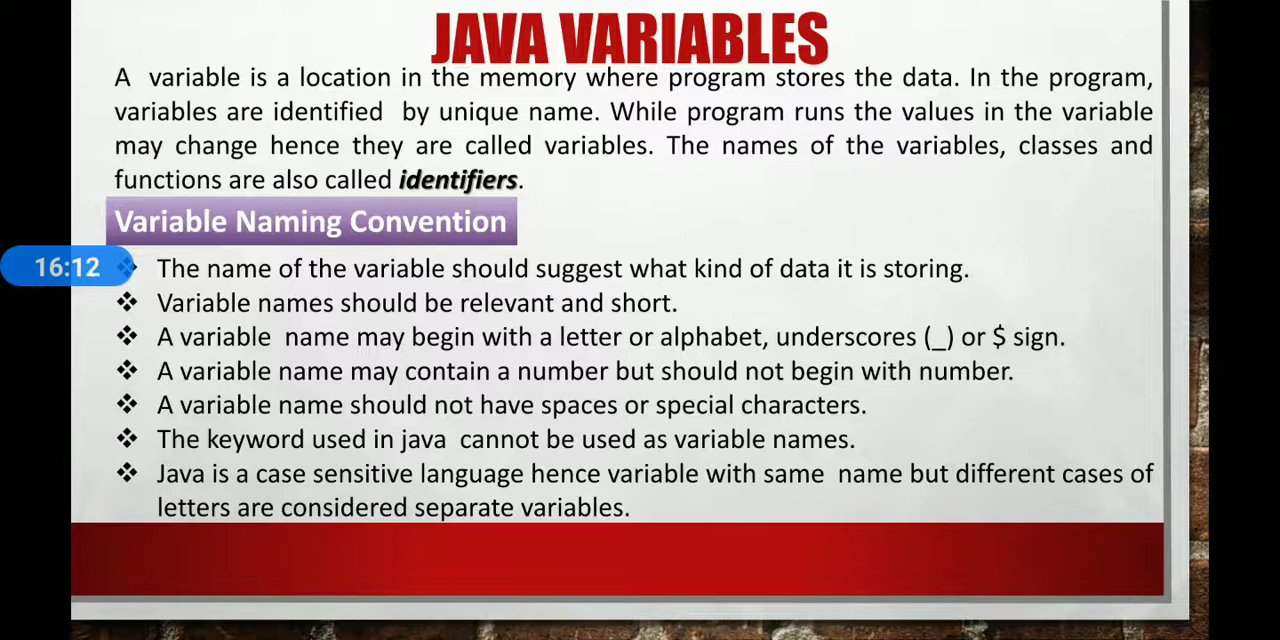 JAVA VARIABLES
A variable is a location in the memory where program stores the data. In the program,
variables are identified by unique name. While program runs the values in the variable
may change hence they are called variables. The names of the variables, classes and
functions are also called identifiers.
Variable Naming Convention
16:12
❖ The name of the variable should suggest what kind of data it is storing.
❖ Variable names should be relevant and short.
❖ A variable name may begin with a letter or alphabet, underscores (_) or $ sign.
❖ A variable name may contain a number but should not begin with number.
❖ A variable name should not have spaces or special characters.
❖ The keyword used in java cannot be used as variable names.
❖ Java is a case sensitive language hence variable with same name but different cases of
letters are considered separate variables.